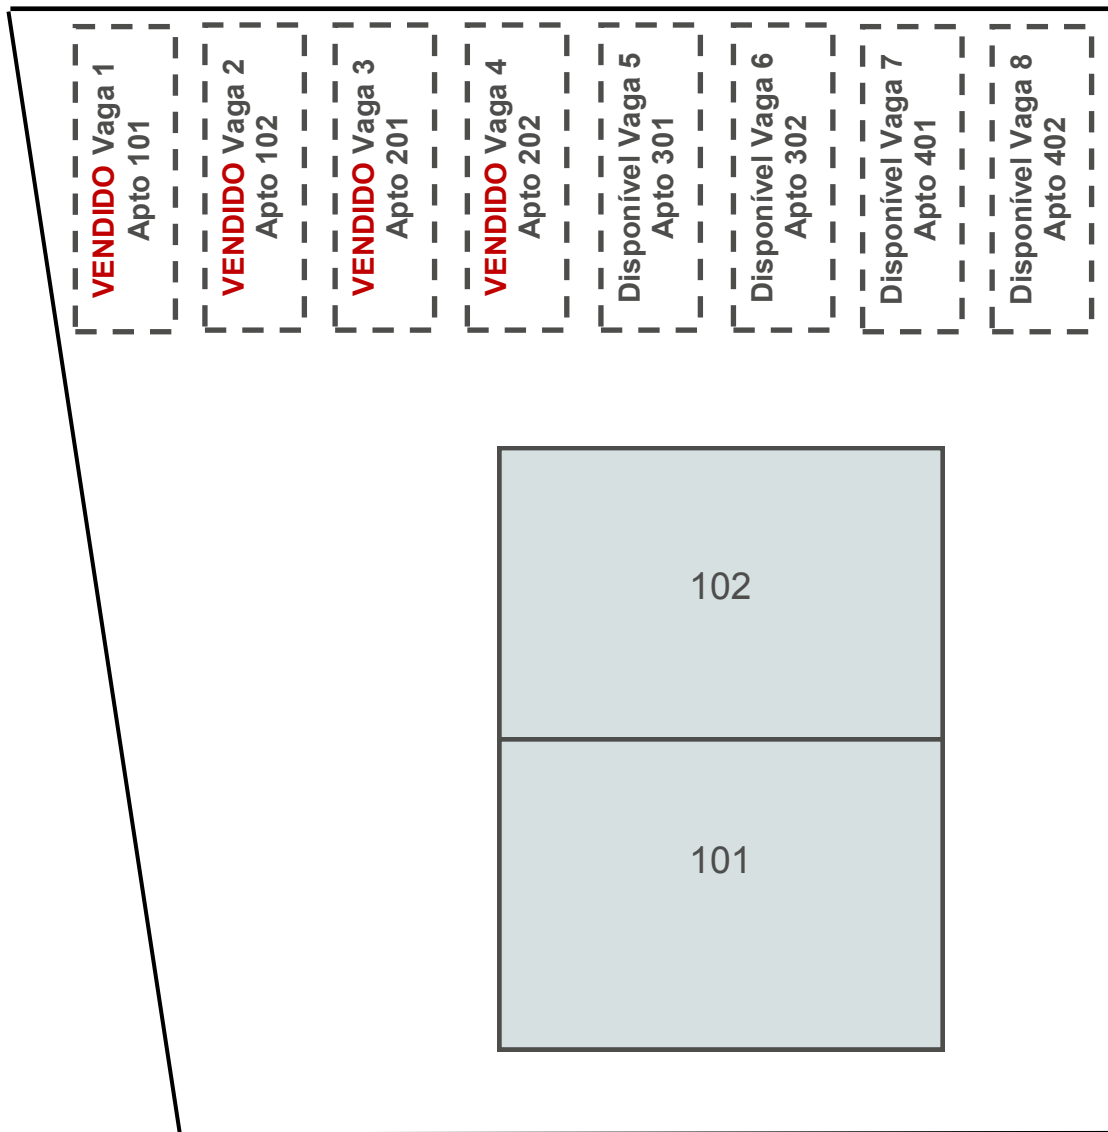 VENDIDO Vaga 1
Apto 101
VENDIDO Vaga 2
Apto 102
VENDIDO Vaga 3
Apto 201
VENDIDO Vaga 4
Apto 202
Disponível Vaga 5
Apto 301
Disponível Vaga 6
Apto 302
Disponível Vaga 7
Apto 401
Disponível Vaga 8
Apto 402
102
101